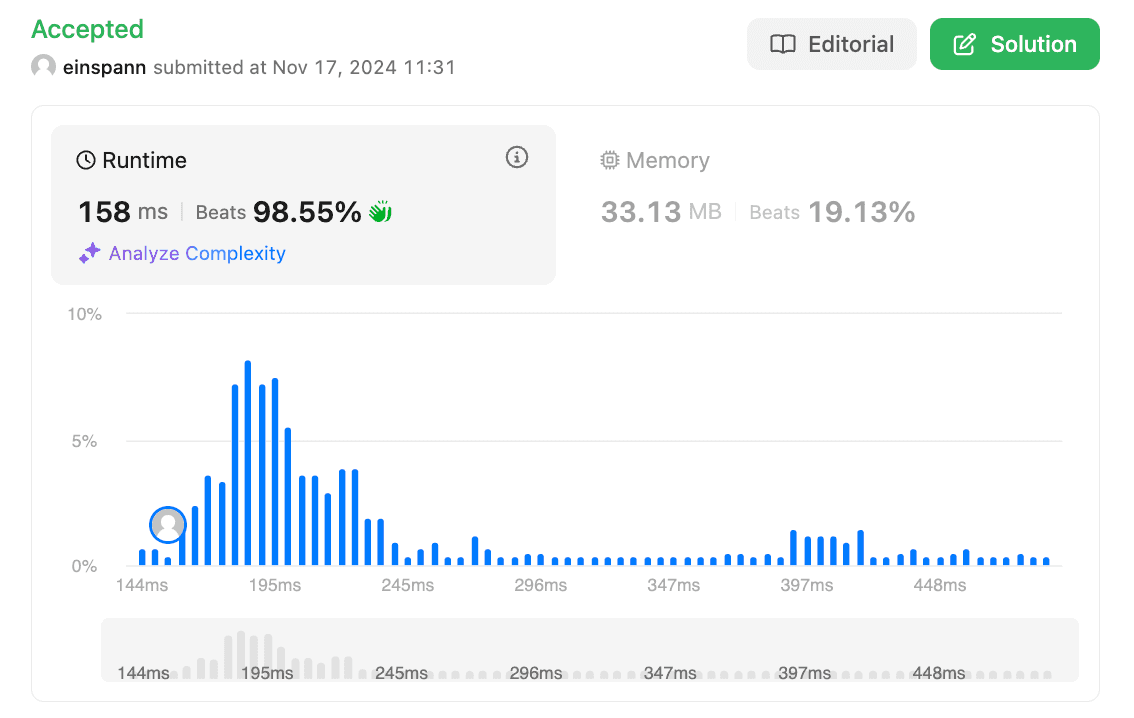 Accepted
einspann submitted at Nov 17, 2024 11:31
Editorial
Solution
Runtime
158 ms Beats 98.55%
Analyze Complexity
Memory
33.13 MB Beats 19.13%
10%
5%
0%
144ms 195ms 245ms 296ms 347ms 397ms 448ms
144ms 195ms 245ms 296ms 347ms 397ms 448ms